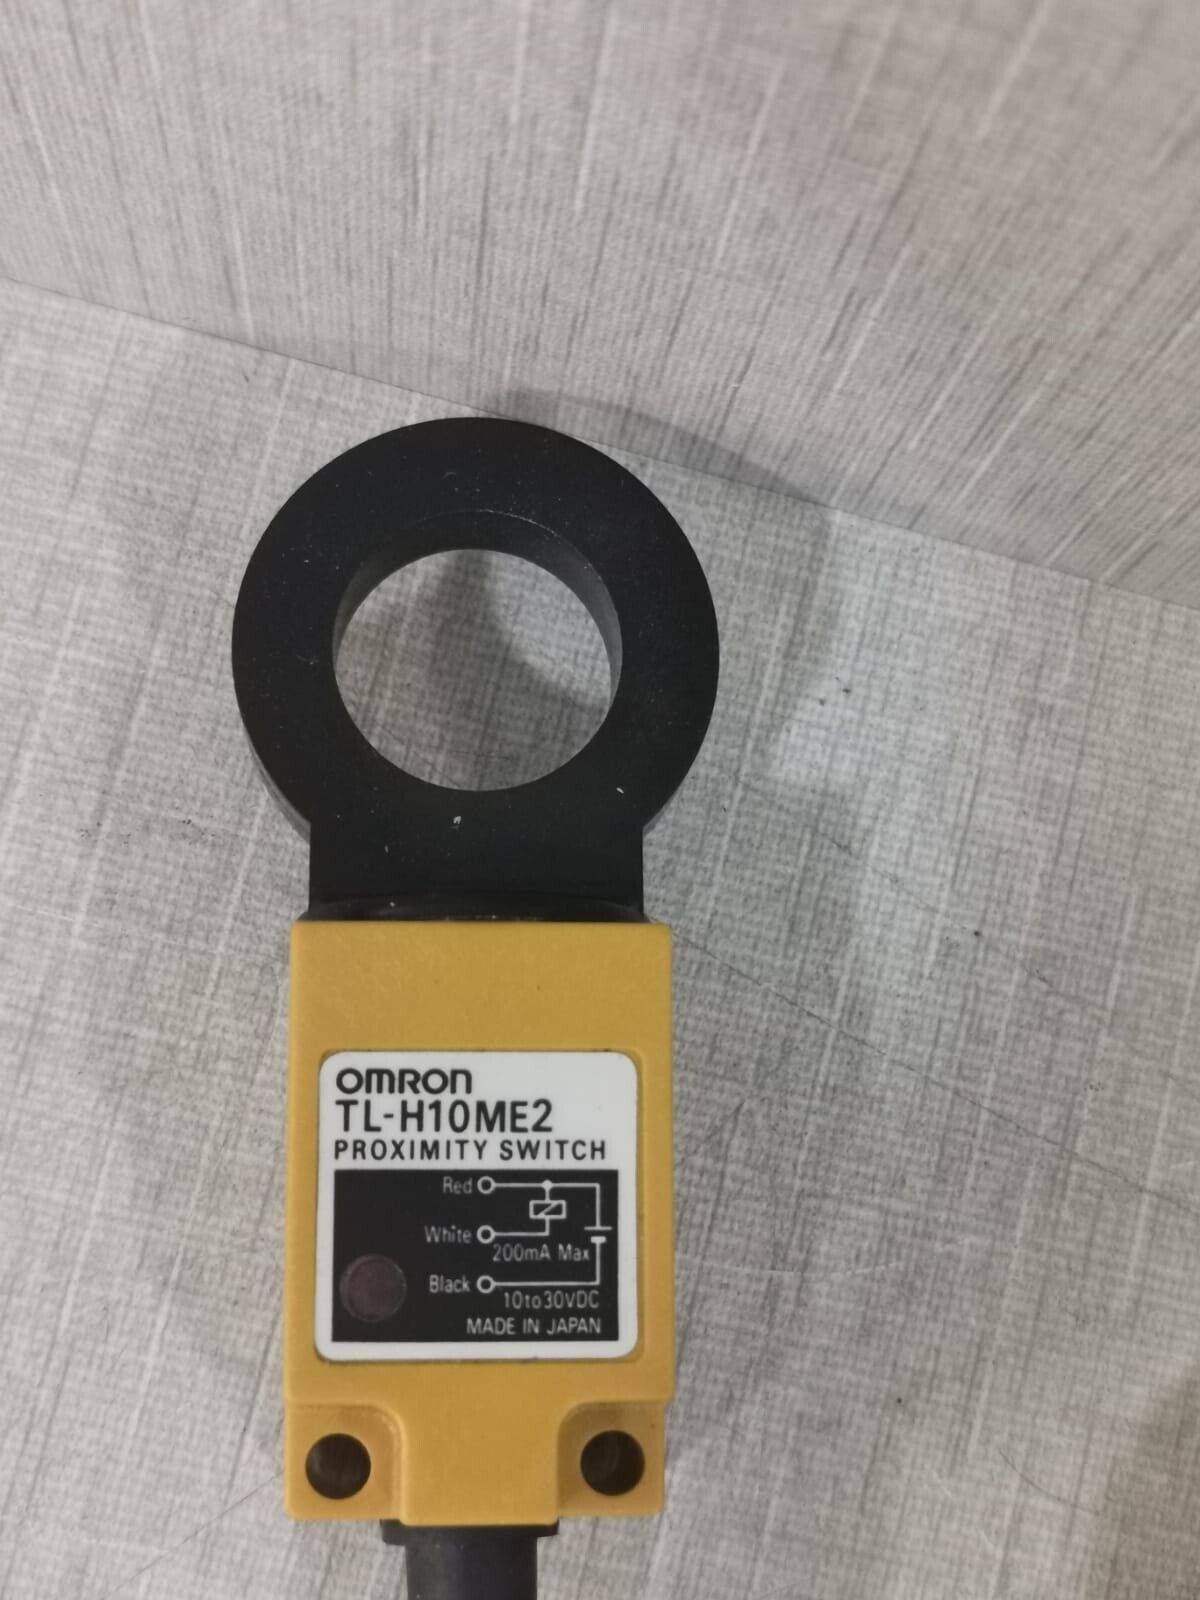 OMRON
TL-H10ME2
PROXIMITY SWITCH
Red
White
200mA Max
Black
10to30VDC
MADE IN JAPAN